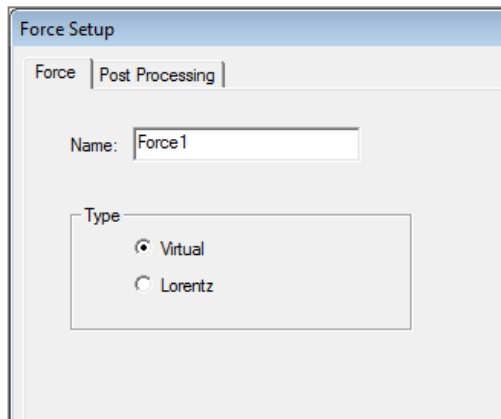 Force Setup
Force Post Processing
Name: Force1
Type
Virtual
Lorentz